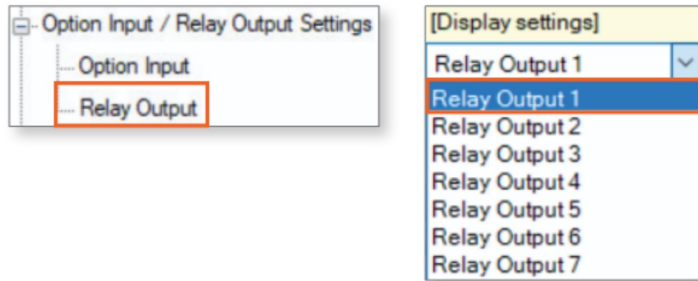 Option Input / Relay Output Settings
Option Input
Relay Output
[Display settings]
Relay Output 1
Relay Output 1
Relay Output 2
Relay Output 3
Relay Output 4
Relay Output 5
Relay Output 6
Relay Output 7